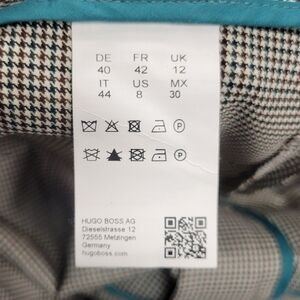 DE FR UK
40 42 12
IT US MX
44 8 30
P
P
HUGO BOSS AG
Dieselstrasse 12
72555 Metzingen
Germany
hugoboss.com